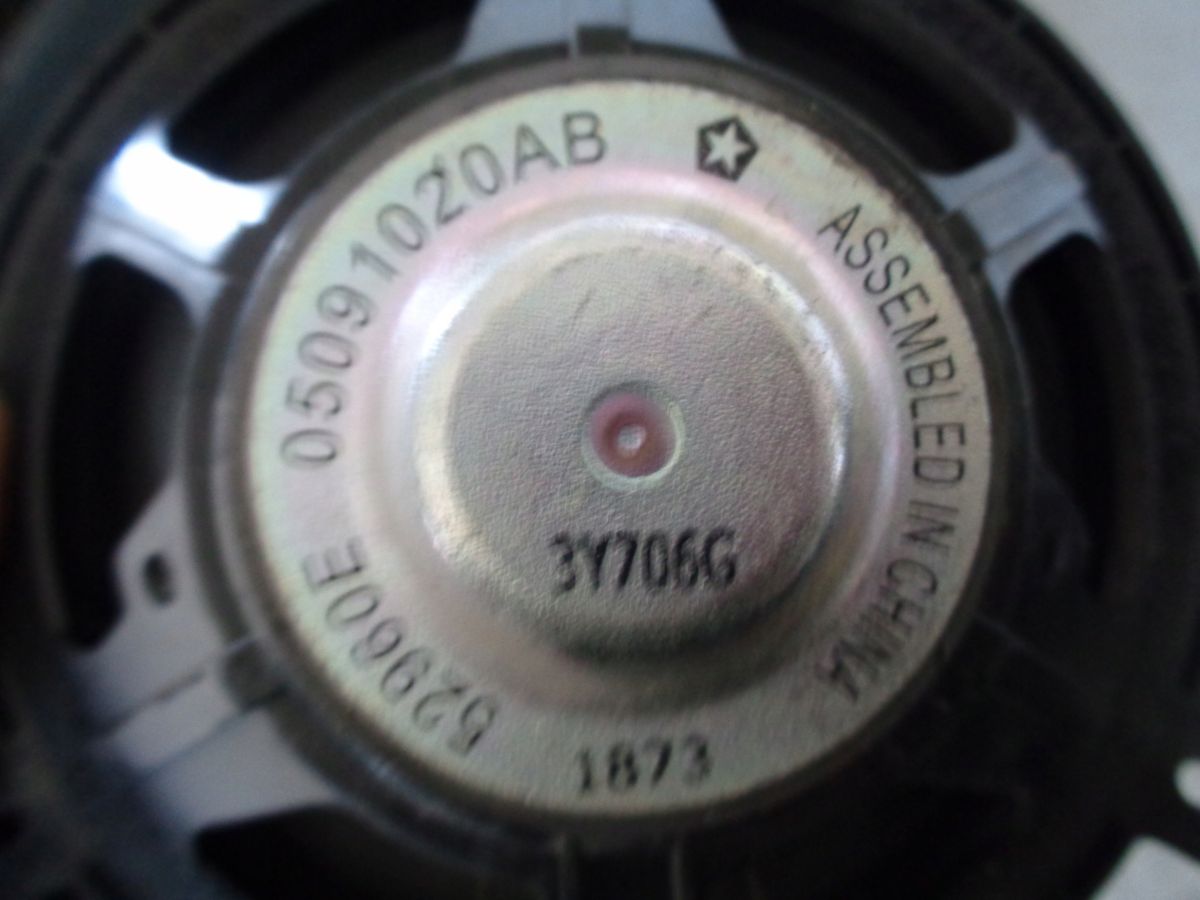 05091020AB
ASSEMBLED IN CHINA
3Y706G
52960E
1873